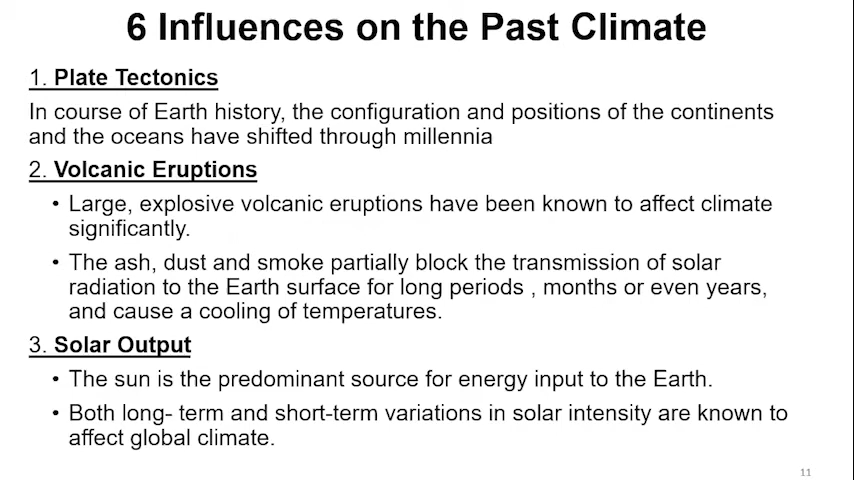 6 Influences on the Past Climate
1. Plate Tectonics
In course of Earth history, the configuration and positions of the continents
and the oceans have shifted through millennia
2. Volcanic Eruptions
• Large, explosive volcanic eruptions have been known to affect climate
significantly.
• The ash, dust and smoke partially block the transmission of solar
radiation to the Earth surface for long periods , months or even years,
and cause a cooling of temperatures.
3. Solar Output
• The sun is the predominant source for energy input to the Earth.
• Both long- term and short-term variations in solar intensity are known to
affect global climate.
11